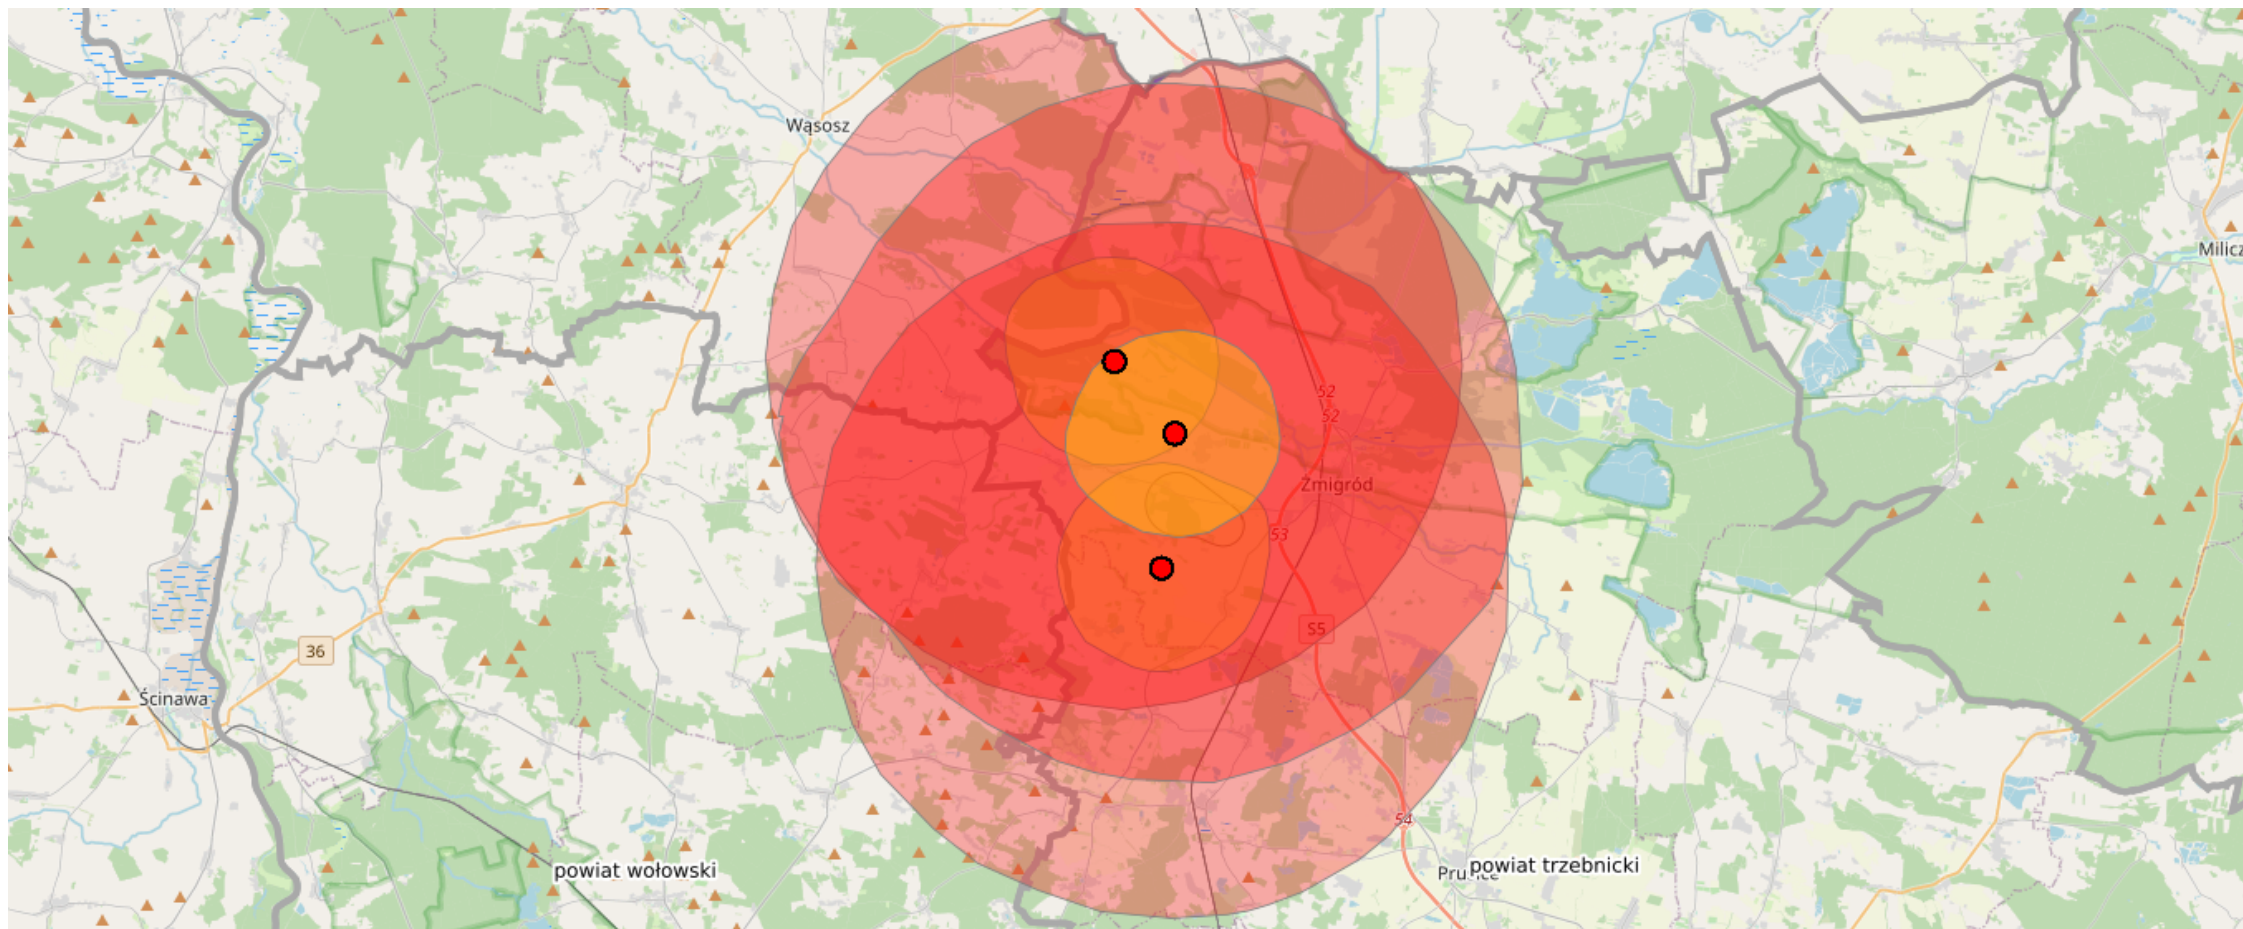 Wąsosz
Milicz
52
52
Żmigród
53
S5
36
Ścinawa
54
powiat wołowski
powiat trzebnicki